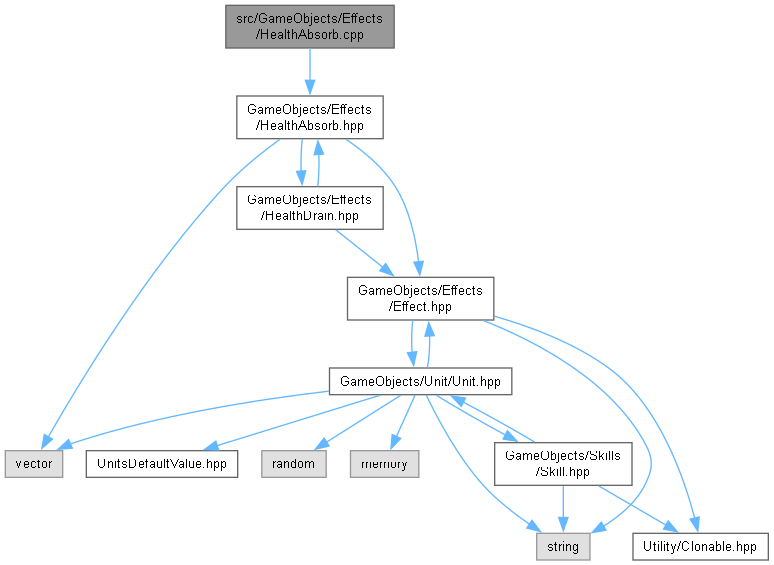 src/GameObjects/Effects
/HealthAbsorb.cpp
GameObjects/Effects
/HealthAbsorb.hpp
GameObjects/Effects
/HealthDrain.hpp
GameObjects/Effects
/Effect.hpp
GameObjects/Unit/Unit.hpp
vector
UnitsDefaultValue.hpp
random
memory
GameObjects/Skills
/Skill.hpp
string
Utility/Clonable.hpp